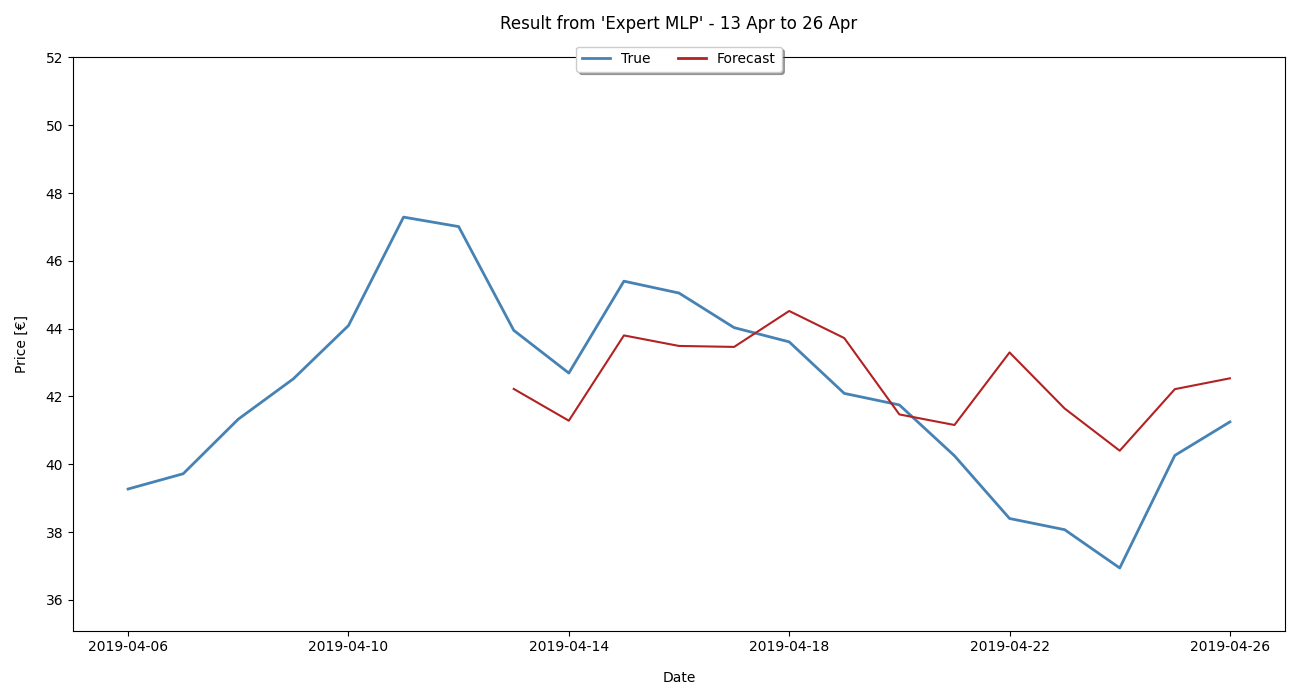 Result from 'Expert MLP' - 13 Apr to 26 Apr
True Forecast
52
50
48
46
44
42
40
38
36
Price [€]
2019-04-06 2019-04-10 2019-04-14 2019-04-18 2019-04-22 2019-04-26
Date